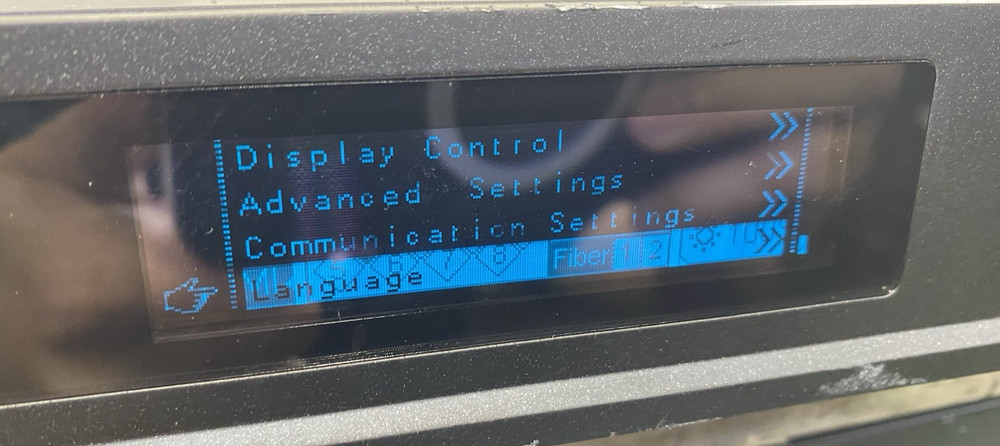 Display Control
Advanced Settings
Communication Settings
Language
Fiber 1 2